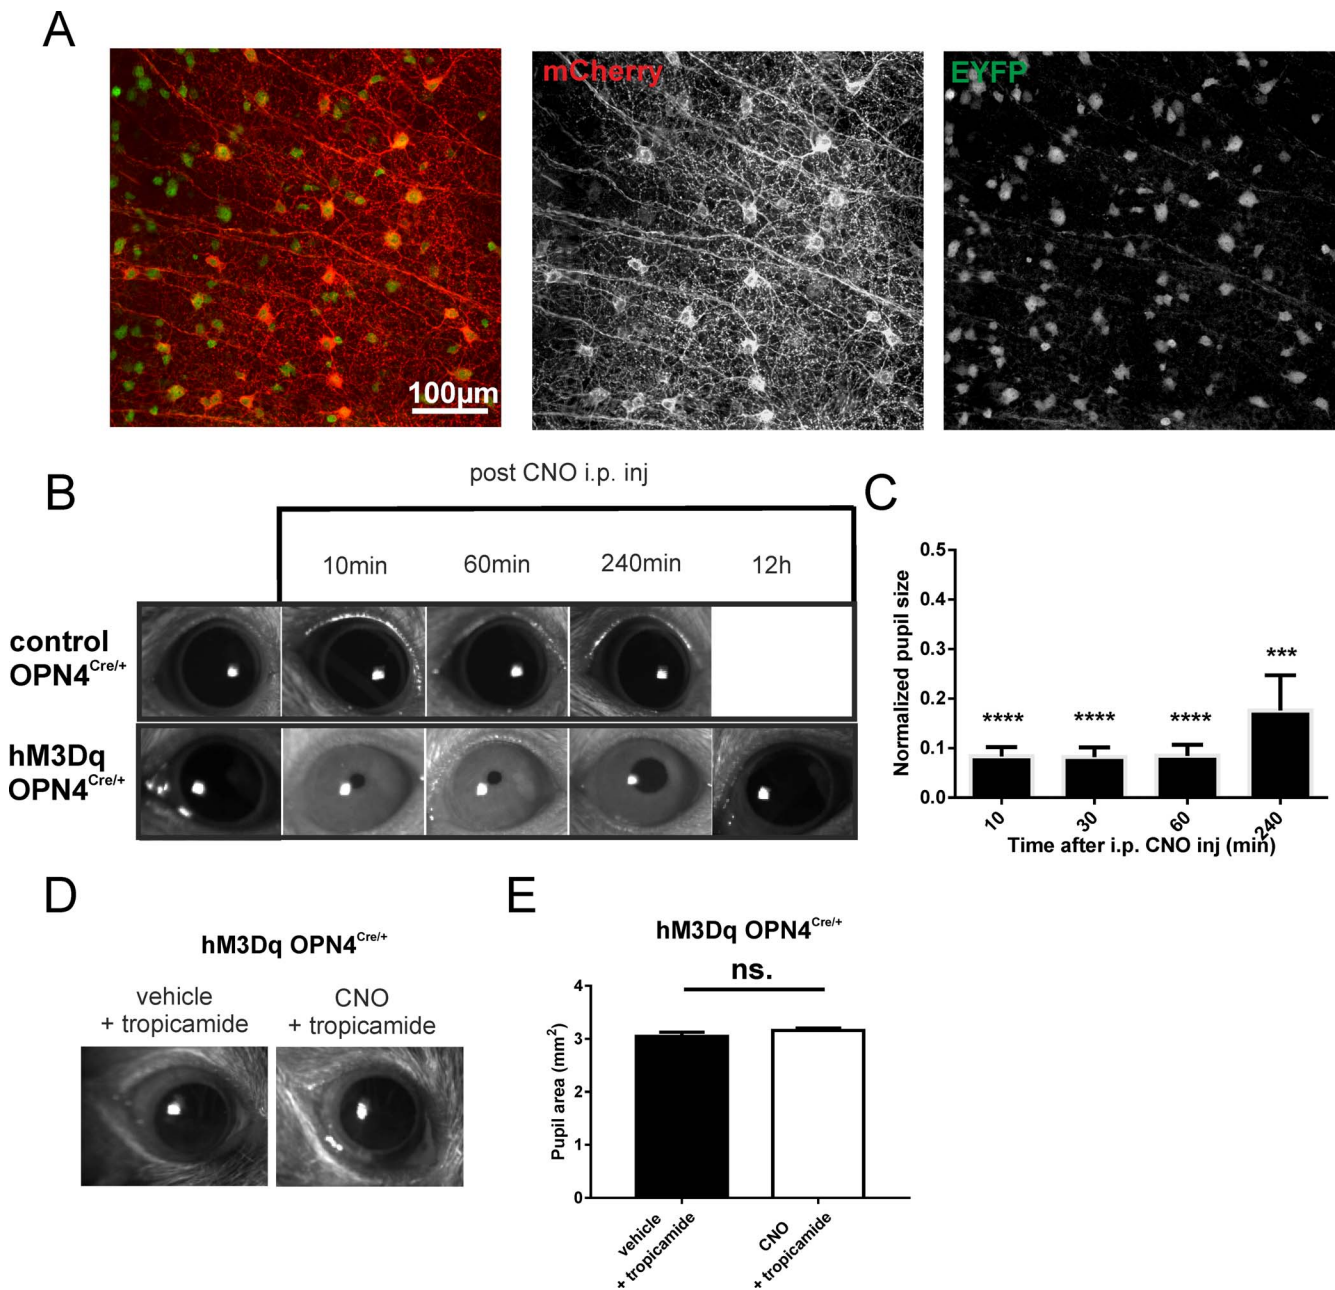 A
mCherry
EYFP
100µm
B
post CNO i.p. inj
10min
60min
240min
12h
control
OPN4Cre/+
hM3Dq
OPN4Cre/+
C
Normalized pupil size
0.5
0.4
0.3
0.2
0.1
0.0
****
****
****
***
10
30
60
240
Time after i.p. CNO inj (min)
D
hM3Dq OPN4Cre/+
vehicle
+ tropicamide
CNO
+ tropicamide
E
hM3Dq OPN4Cre/+
ns.
Pupil area (mm2)
4
3
2
1
0
vehicle
+ tropicamide
CNO
+ tropicamide